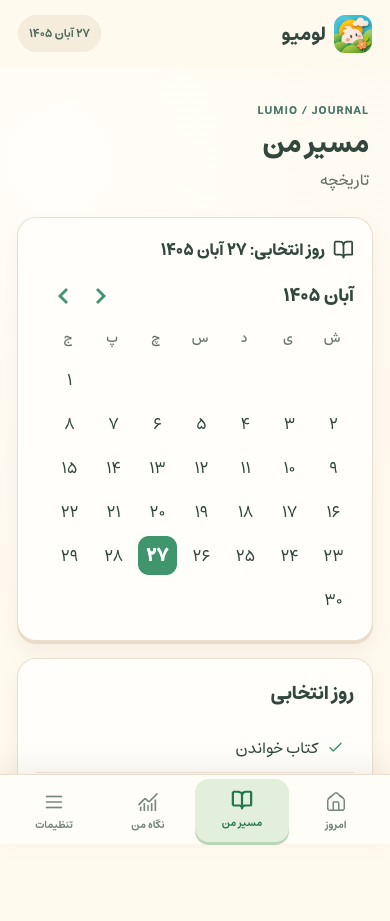 لومیو
۲۷ آبان ۱۴۰۵
LUMIO / JOURNAL
مسیر من
تاریخچه
روز انتخابی: ۲۷ آبان ۱۴۰۵
آبان ۱۴۰۵
ش ی د س چ پ ج
۱
۲ ۳ ۴ ۵ ۶ ۷ ۸
۹ ۱۰ ۱۱ ۱۲ ۱۳ ۱۴ ۱۵
۱۶ ۱۷ ۱۸ ۱۹ ۲۰ ۲۱ ۲۲
۲۳ ۲۴ ۲۵ ۲۶ ۲۷ ۲۸ ۲۹
۳۰
روز انتخابی
کتاب خواندن
امروز مسیر من نگاه من تنظیمات